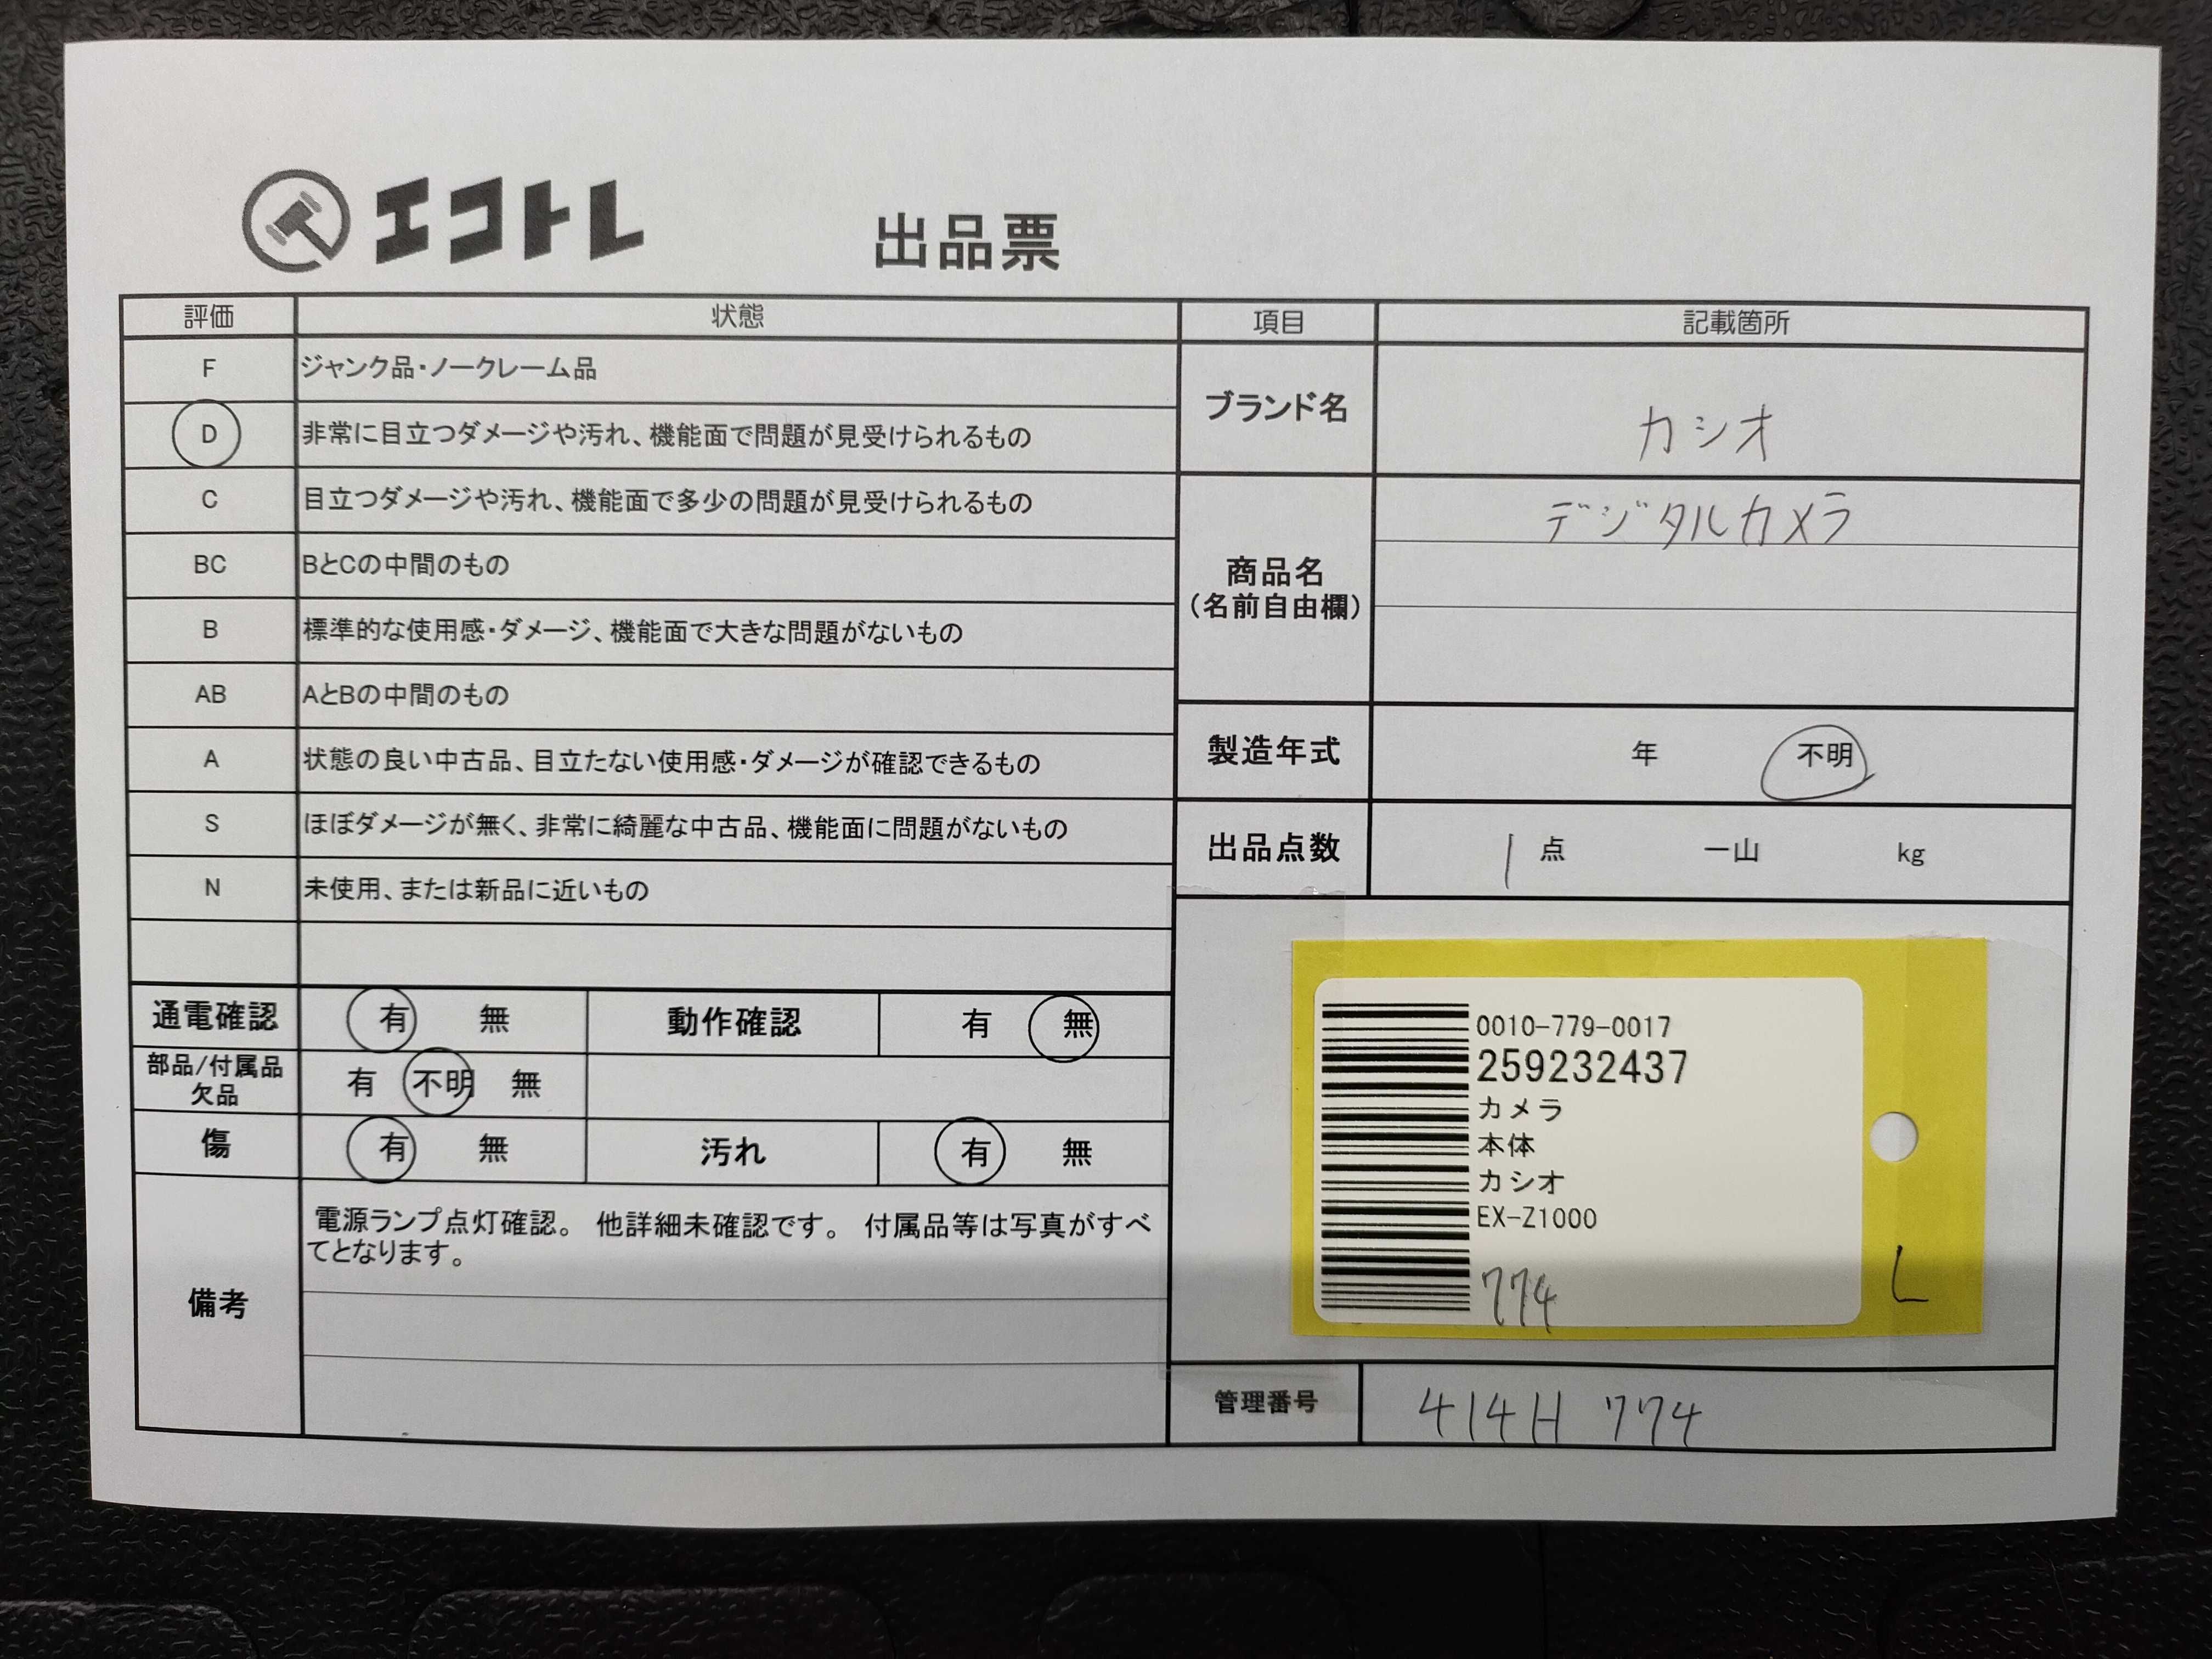 エコトレ
出品票
評価 状態
F ジャンク品・ノークレーム品
D 非常に目立つダメージや汚れ、機能面で問題が見受けられるもの
C 目立つダメージや汚れ、機能面で多少の問題が見受けられるもの
BC BとCの中間のもの
B 標準的な使用感・ダメージ、機能面で大きな問題がないもの
AB AとBの中間のもの
A 状態の良い中古品、目立たない使用感・ダメージが確認できるもの
S ほぼダメージが無く、非常に綺麗な中古品、機能面に問題がないもの
N 未使用、または新品に近いもの
通電確認 有 無 動作確認 有 無
部品/付属品
欠品
有 不明 無
傷 有 無 汚れ 有 無
備考
電源ランプ点灯確認。 他詳細未確認です。 付属品等は写真がすべ
てとなります。
項目 記載箇所
ブランド名 カシオ
商品名
(名前自由欄)
デジタルカメラ
製造年式 年 不明
出品点数 1 点 一山 kg
0010-779-0017
259232437
カメラ
本体
カシオ
EX-Z1000
774
L
管理番号 414H 774